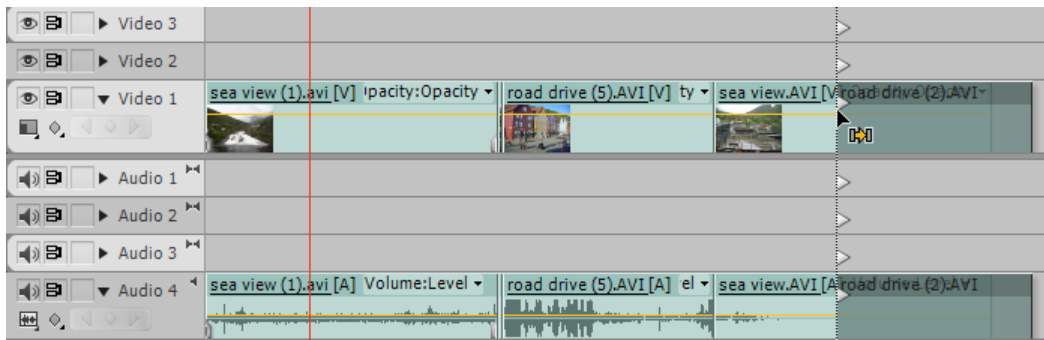 Video 3
Video 2
Video 1
sea view (1).avi [V] pacity:Opacity
road drive (5).AVI [V] ty
sea view.AVI [V
road drive (2).AVI
Audio 1
Audio 2
Audio 3
Audio 4
sea view (1).avi [A] Volume:Level
road drive (5).AVI [A] el
sea view.AVI [A
road drive (2).AVI